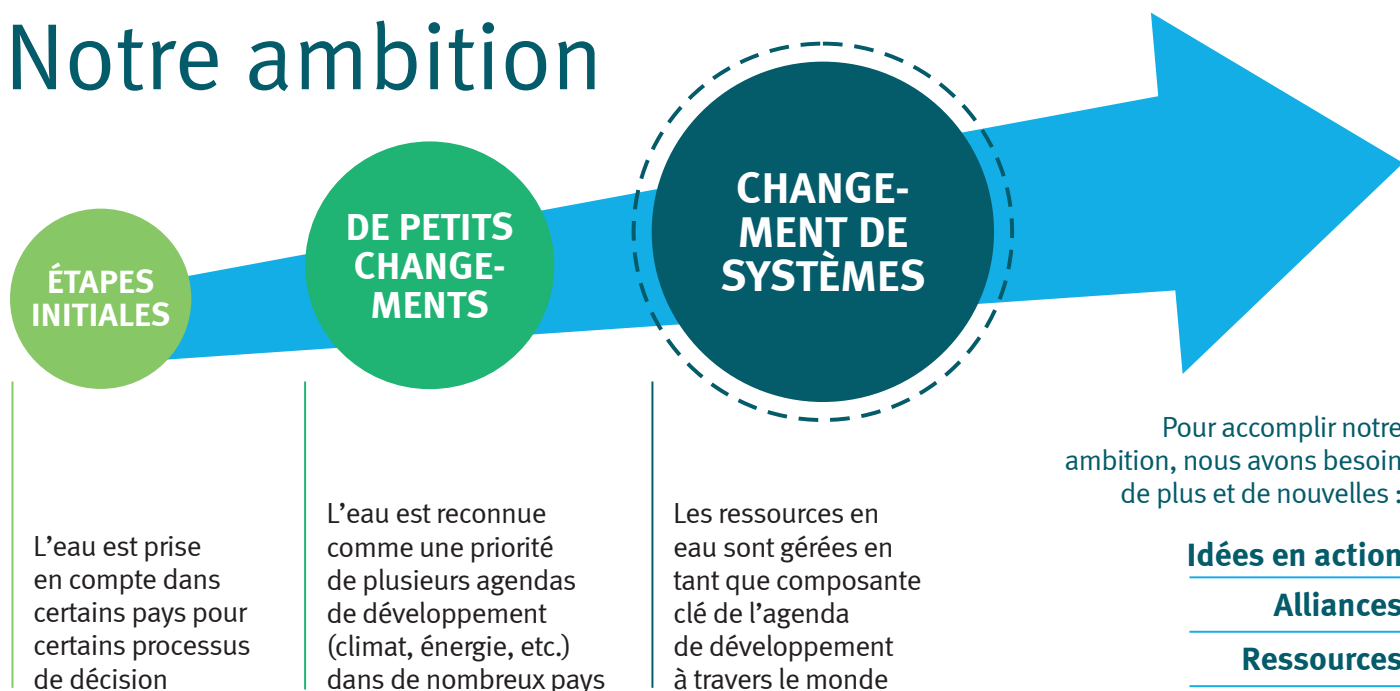 Notre ambition
ÉTAPES
INITIALES
DE PETITS
CHANGE-
MENTS
CHANGE-
MENT DE
SYSTÈMES
L’eau est prise
en compte dans
certains pays pour
certains processus
de décision
L’eau est reconnue
comme une priorité
de plusieurs agendas
de développement
(climat, énergie, etc.)
dans de nombreux pays
Les ressources en
eau sont gérées en
tant que composante
clé de l’agenda
de développement
à travers le monde
Pour accomplir notre
ambition, nous avons besoin
de plus et de nouvelles :
Idées en action
Alliances
Ressources